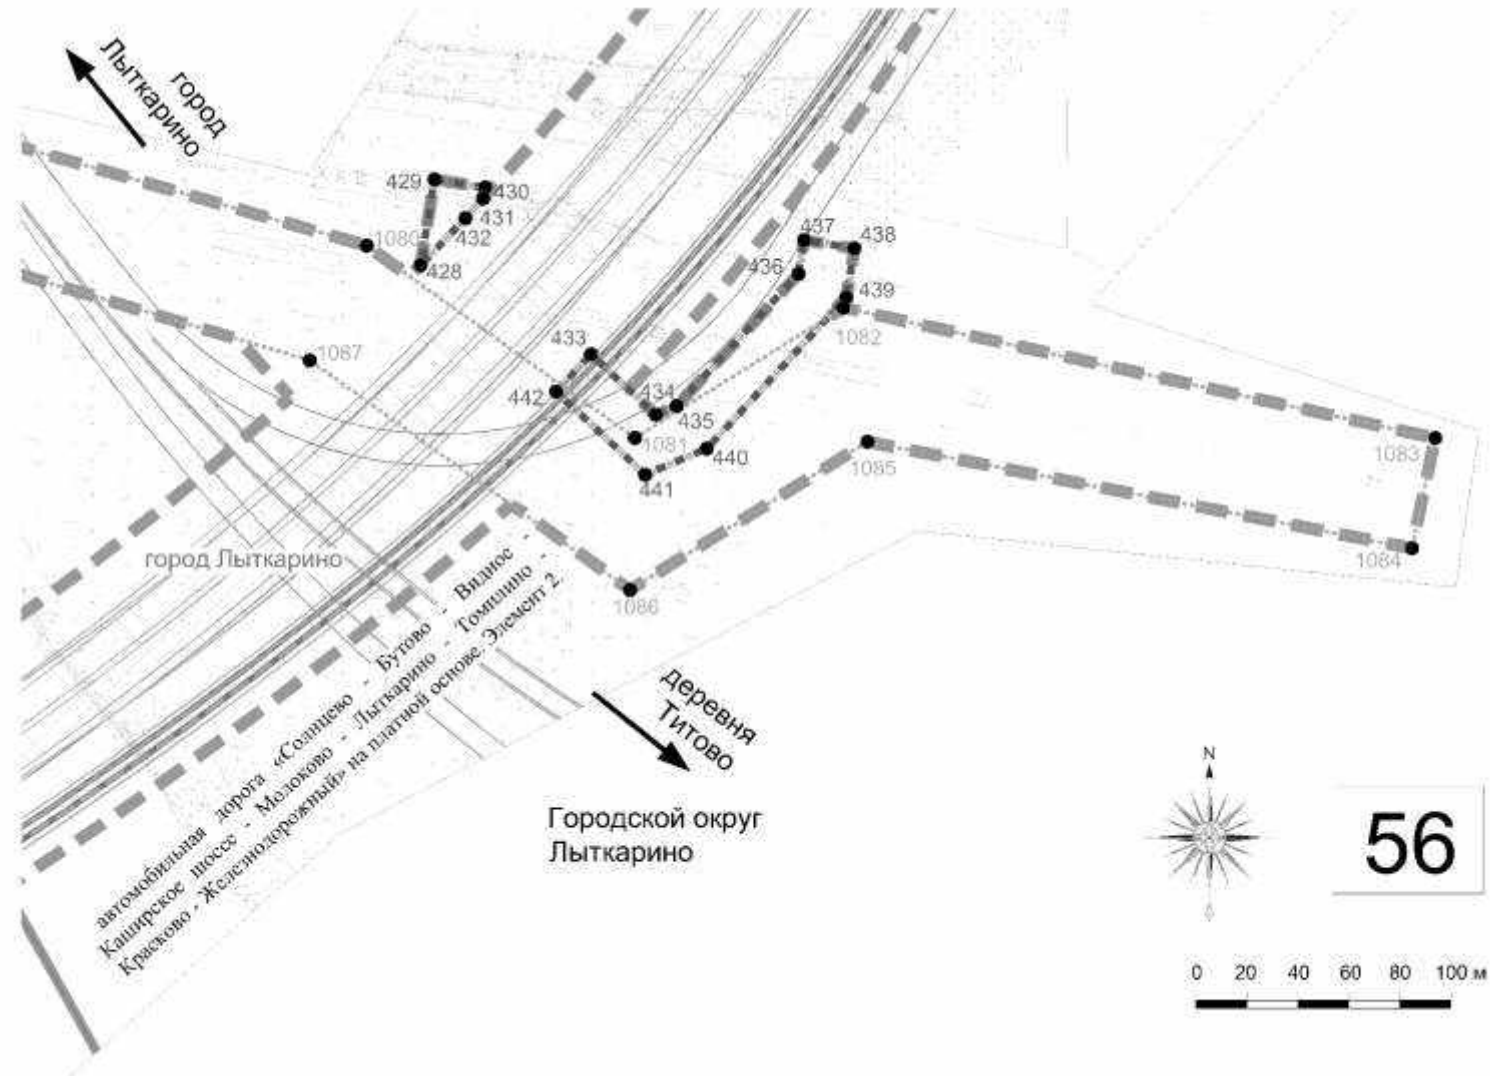 город
Лыткарино
429
430
431
432
428
1080
437
438
436
439
1082
433
1087
442
434
435
1081
440
441
1085
1083
1084
1086
город Лыткарино
автомобильная дорога «Солнцево - Бутово - Видное -
Каширское шоссе - Молоково - Лыткарино - Томилино -
Красково - Железнодорожный» на платной основе. Элемент 2.
деревня
Титово
Городской округ
Лыткарино
N
56
0 20 40 60 80 100 м